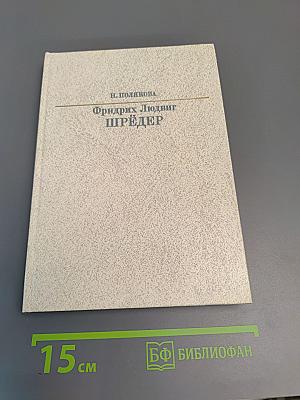 Н. ПОЛЯКОВА
Фридрих Людвиг
ШРЁДЕР
15 см
БФ БИБЛИОФАН